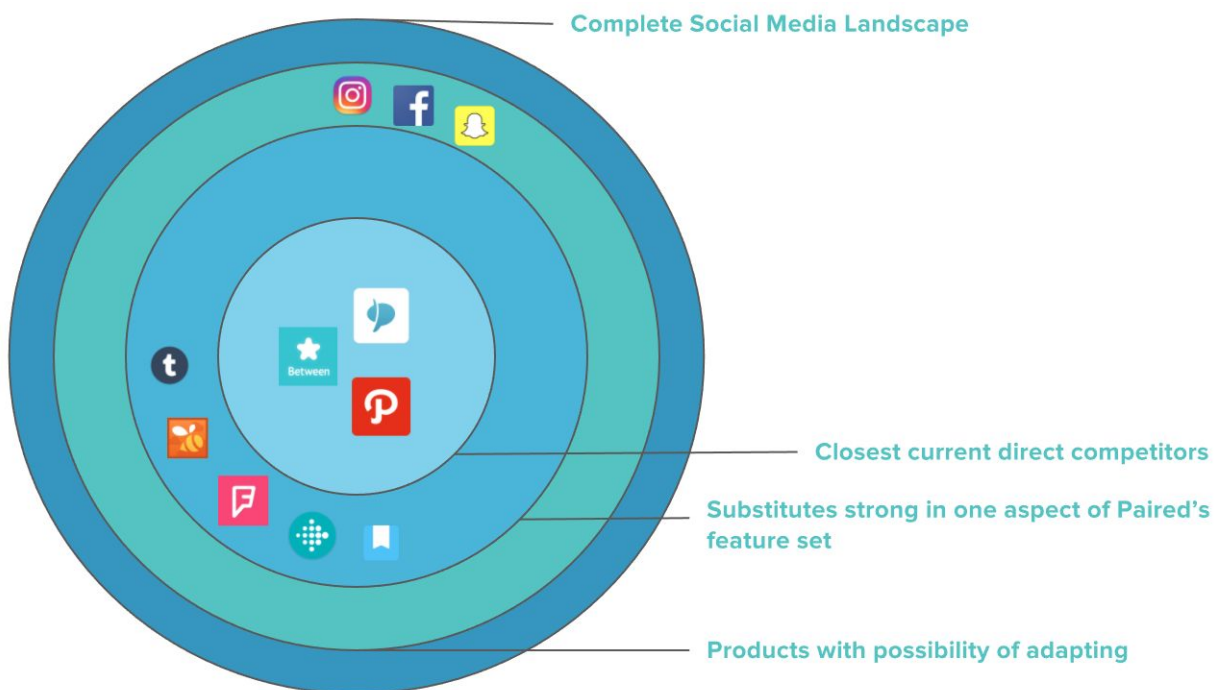 Complete Social Media Landscape
Between
Closest current direct competitors
Substitutes strong in one aspect of Paired's
feature set
Products with possibility of adapting